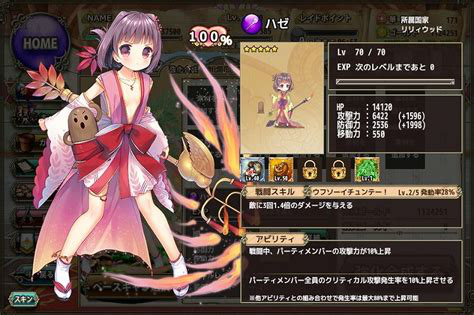 HOME
100%
ハゼ
所属国家
リリィウッド
★★★★★
Lv 70 / 70
EXP 次のレベルまであと 0
HP : 14120
攻撃力 : 6422 (+1596)
防御力 : 2536 (+1998)
移動力 : 550
戦闘スキル
ウフソーイチュンテー! Lv.2/5 発動率28%
敵に3回1.4倍のダメージを与える
アビリティ
戦闘中、パーティメンバーの攻撃力が10%上昇
パーティメンバー全員のクリティカル攻撃発生率を10%上昇させる
※他アビリティとの組み合わせで発生率は最大80%まで上昇可能
スキン